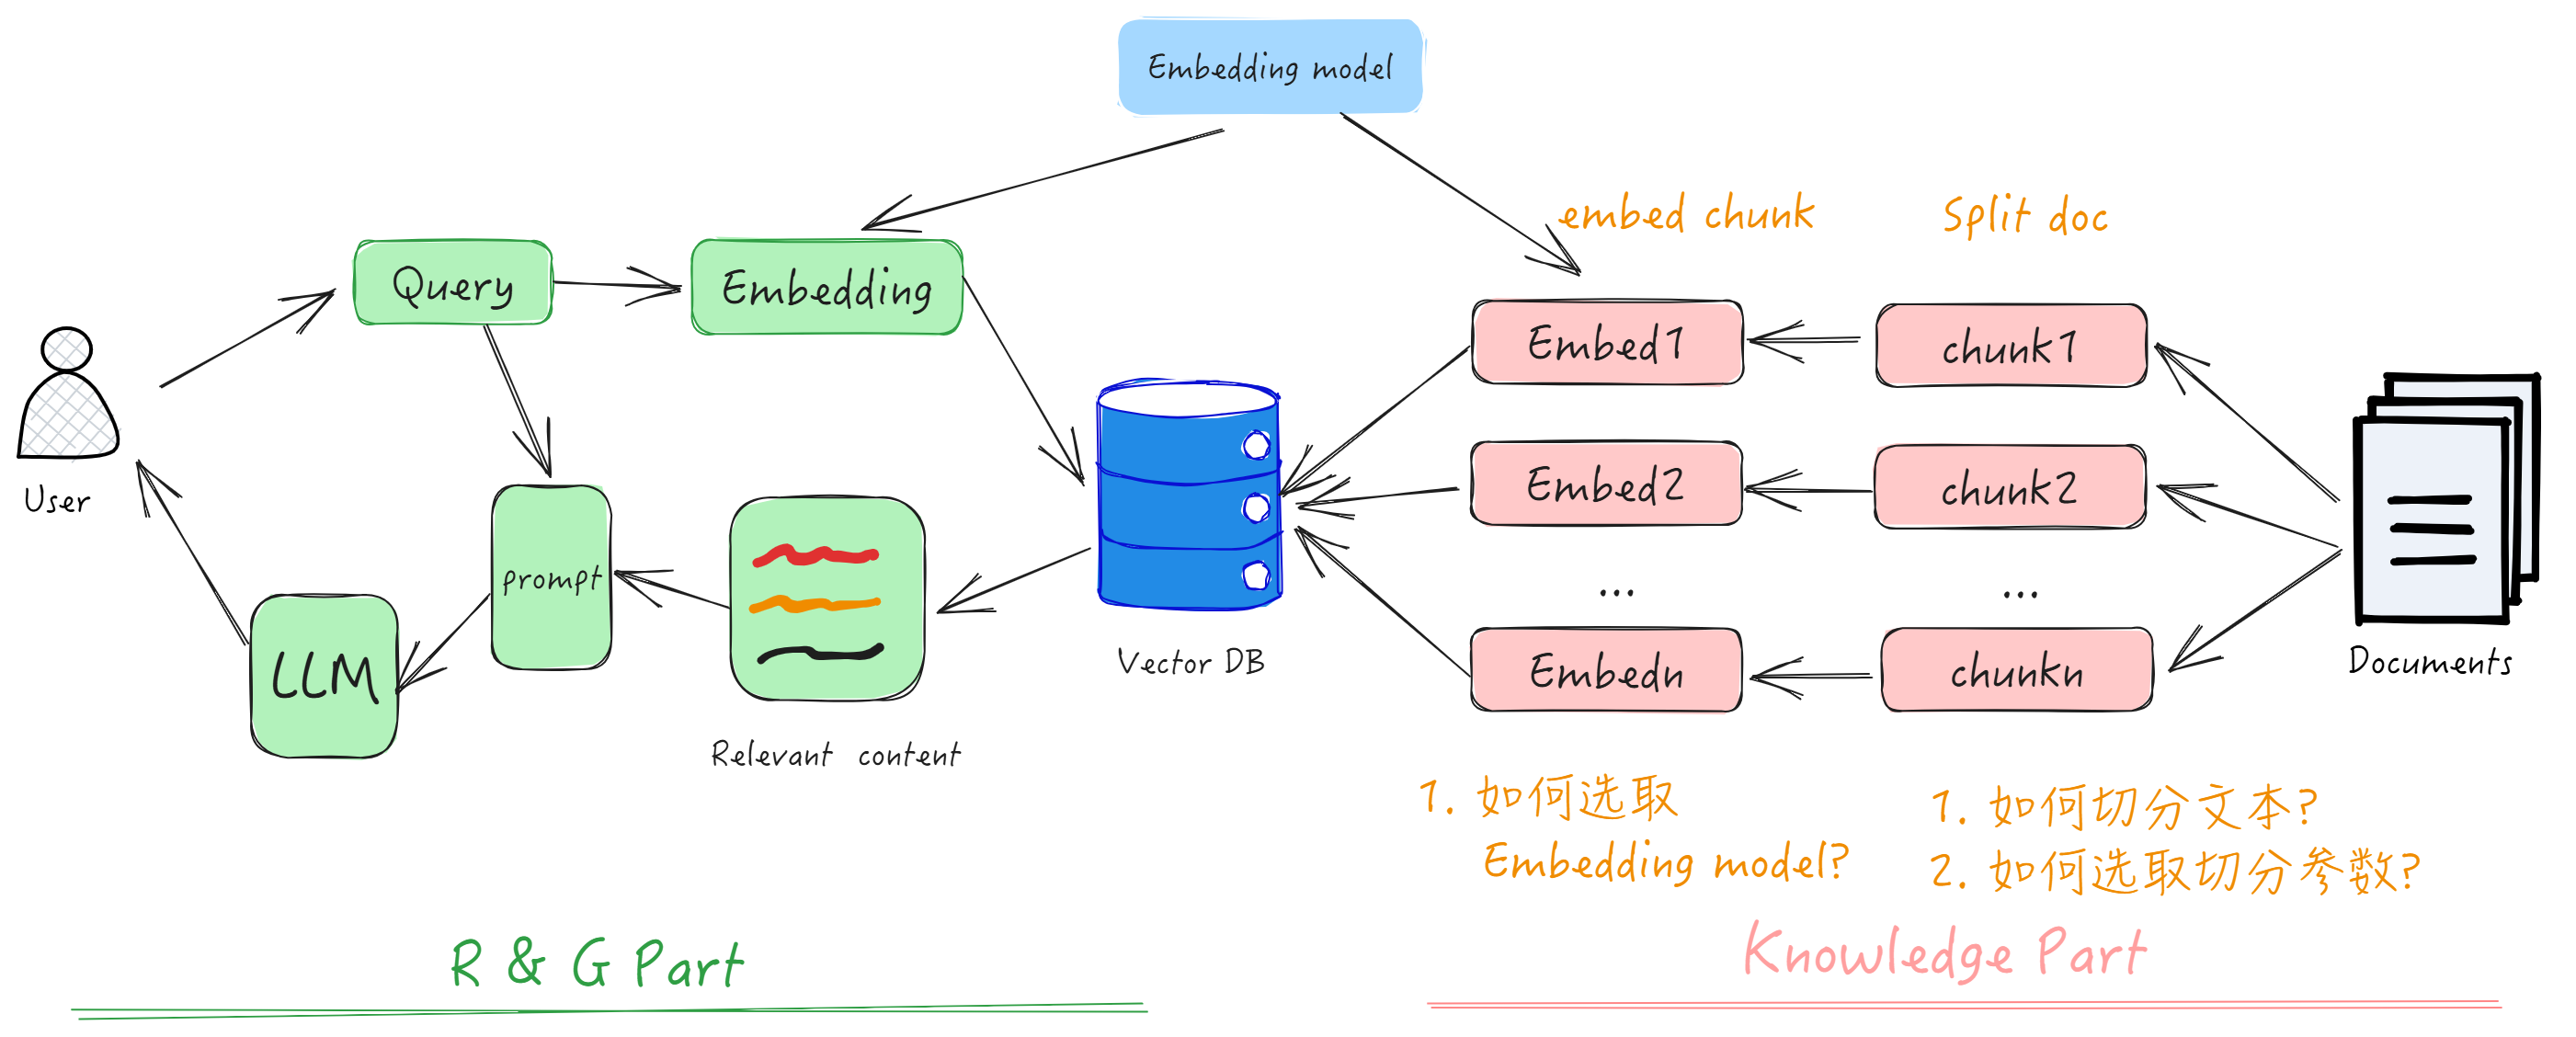 Embedding model
embed chunk
Split doc
Query
Embedding
Embed1
chunk1
User
Embed2
chunk2
prompt
...
...
LLM
Vector DB
Embedn
chunkn
Documents
Relevant content
1. 如何选取
Embedding model?
1. 如何切分文本?
2. 如何选取切分参数?
R & G Part
Knowledge Part